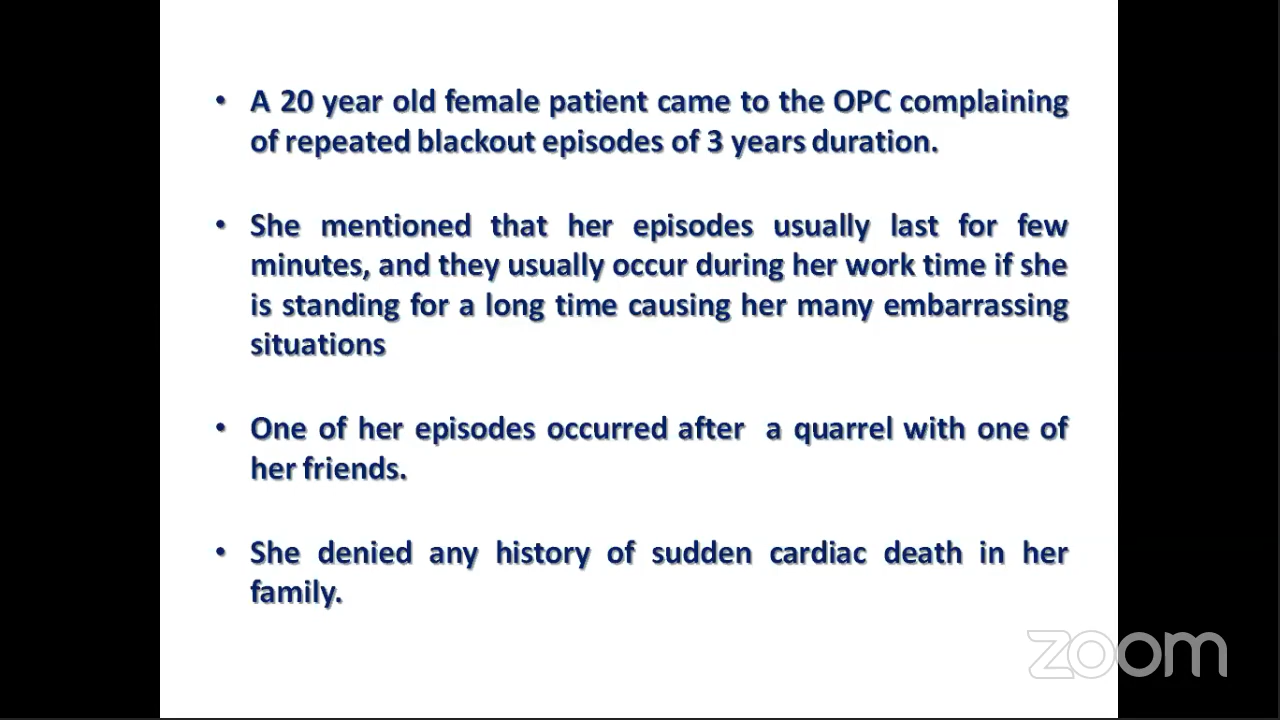 • A 20 year old female patient came to the OPC complaining
of repeated blackout episodes of 3 years duration.
• She mentioned that her episodes usually last for few
minutes, and they usually occur during her work time if she
is standing for a long time causing her many embarrassing
situations
• One of her episodes occurred after a quarrel with one of
her friends.
• She denied any history of sudden cardiac death in her
family.
zoom